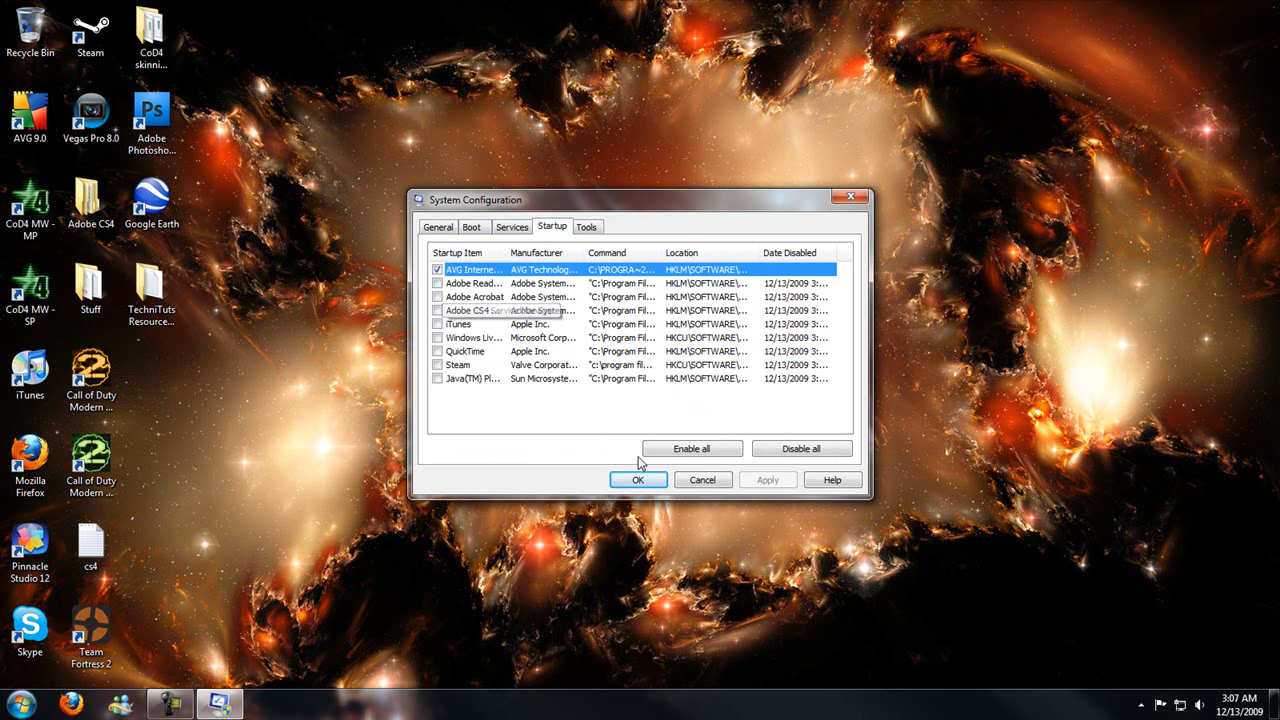 Recycle Bin
Steam
CoD4
skinni...
AVG 9.0
Vegas Pro 8.0
Ps
Adobe
Photosho...
CoD4 MW -
MP
Adobe CS4
Google Earth
CoD4 MW -
SP
Stuff
TechniTuts
Resource...
iTunes
Call of Duty
Modern ...
Mozilla
Firefox
Call of Duty
Modern ...
Pinnacle
Studio 12
cs4
Skype
Team
Fortress 2
System Configuration
General Boot Services Startup Tools
Startup Item Manufacturer Command Location Date Disabled
AVG Interne... AVG Technolog... C:\PROGRA~2... HKLM\SOFTWARE\...
Adobe Read... Adobe System... "C:\Program Fil... HKLM\SOFTWARE\... 12/13/2009 3:...
Adobe Acrobat Adobe System... "C:\Program Fil... HKLM\SOFTWARE\... 12/13/2009 3:...
Adobe CS4 Adobe System... "C:\Program Fil... HKLM\SOFTWARE\... 12/13/2009 3:...
iTunes Apple Inc. "C:\Program Fil... HKLM\SOFTWARE\... 12/13/2009 3:...
Windows Liv... Microsoft Corp... "C:\Program Fil... HKCU\SOFTWARE\... 12/13/2009 3:...
QuickTime Apple Inc. "C:\Program Fil... HKLM\SOFTWARE\... 12/13/2009 3:...
Steam Valve Corporat... "c:\program fil... HKCU\SOFTWARE\... 12/13/2009 3:...
Java(TM) Pl... Sun Microsyste... "C:\Program Fil... HKLM\SOFTWARE\... 12/13/2009 3:...
Enable all Disable all
OK Cancel Apply Help
3:07 AM
12/13/2009